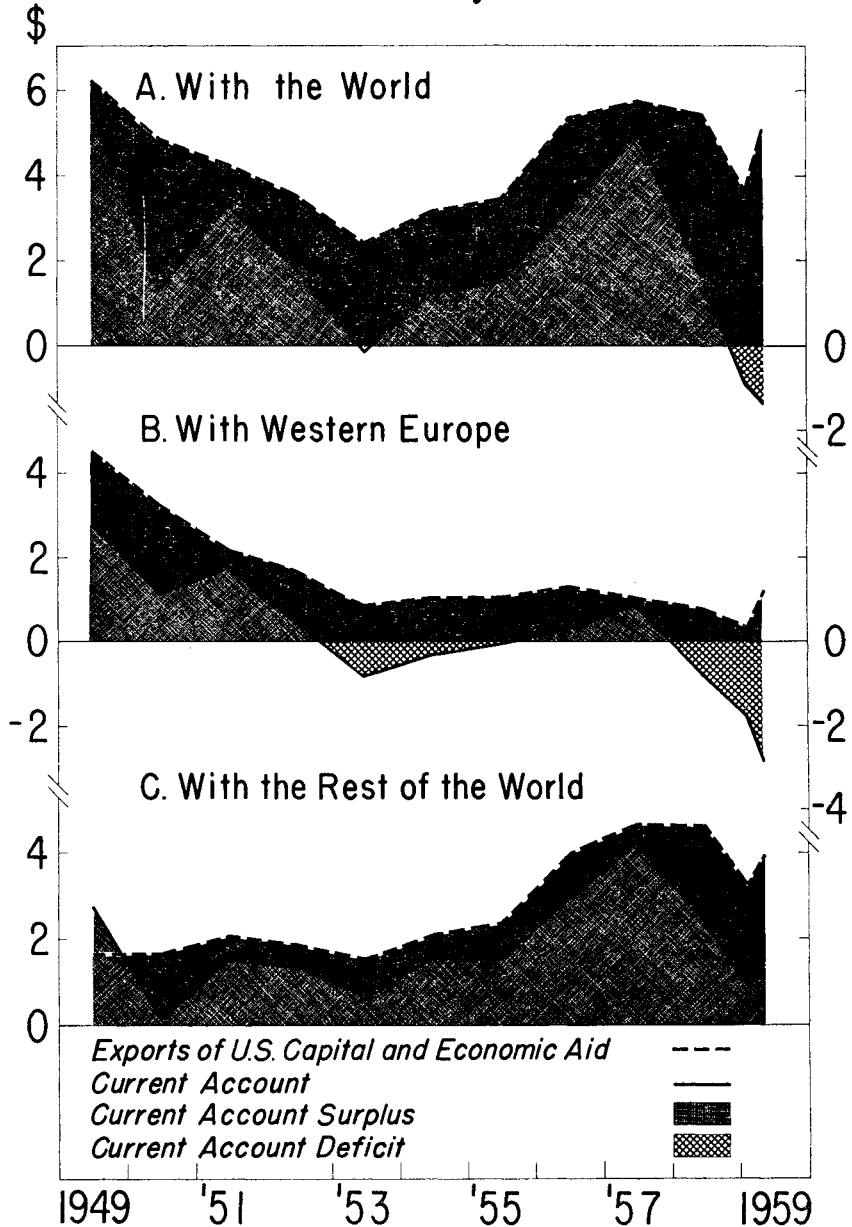 $
A. With the World
6
4
2
0
0
-2
B. With Western Europe
4
2
0
0
-2
-2
-4
C. With the Rest of the World
4
2
0
Exports of U.S. Capital and Economic Aid
Current Account
Current Account Surplus
Current Account Deficit
1949 '51 '53 '55 '57 1959